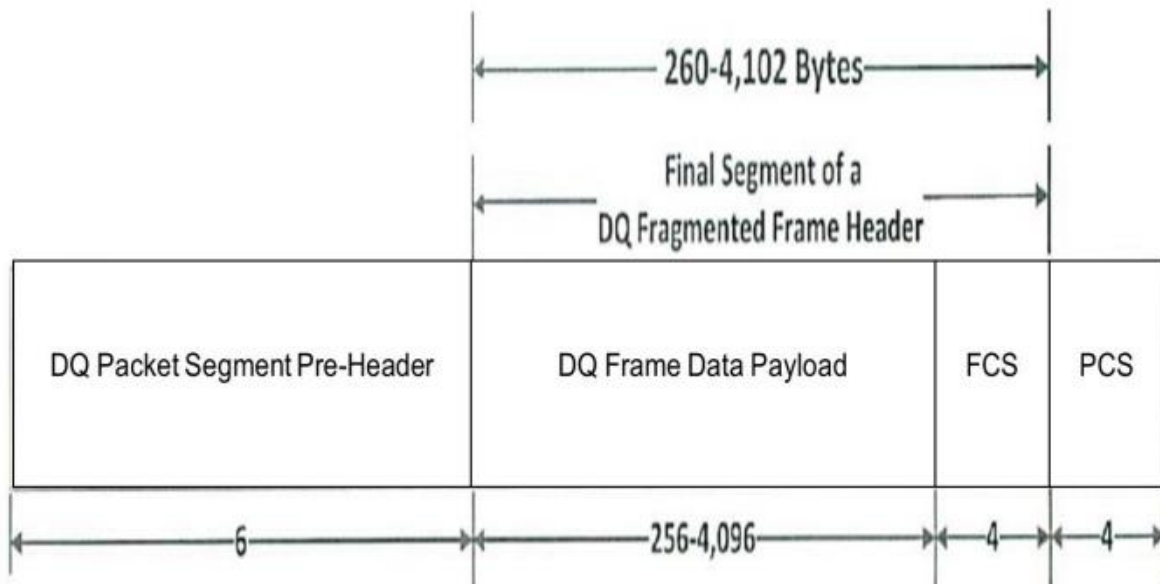 260-4,102 Bytes
Final Segment of a
DQ Fragmented Frame Header
DQ Packet Segment Pre-Header
DQ Frame Data Payload
FCS
PCS
6
256-4,096
4
4